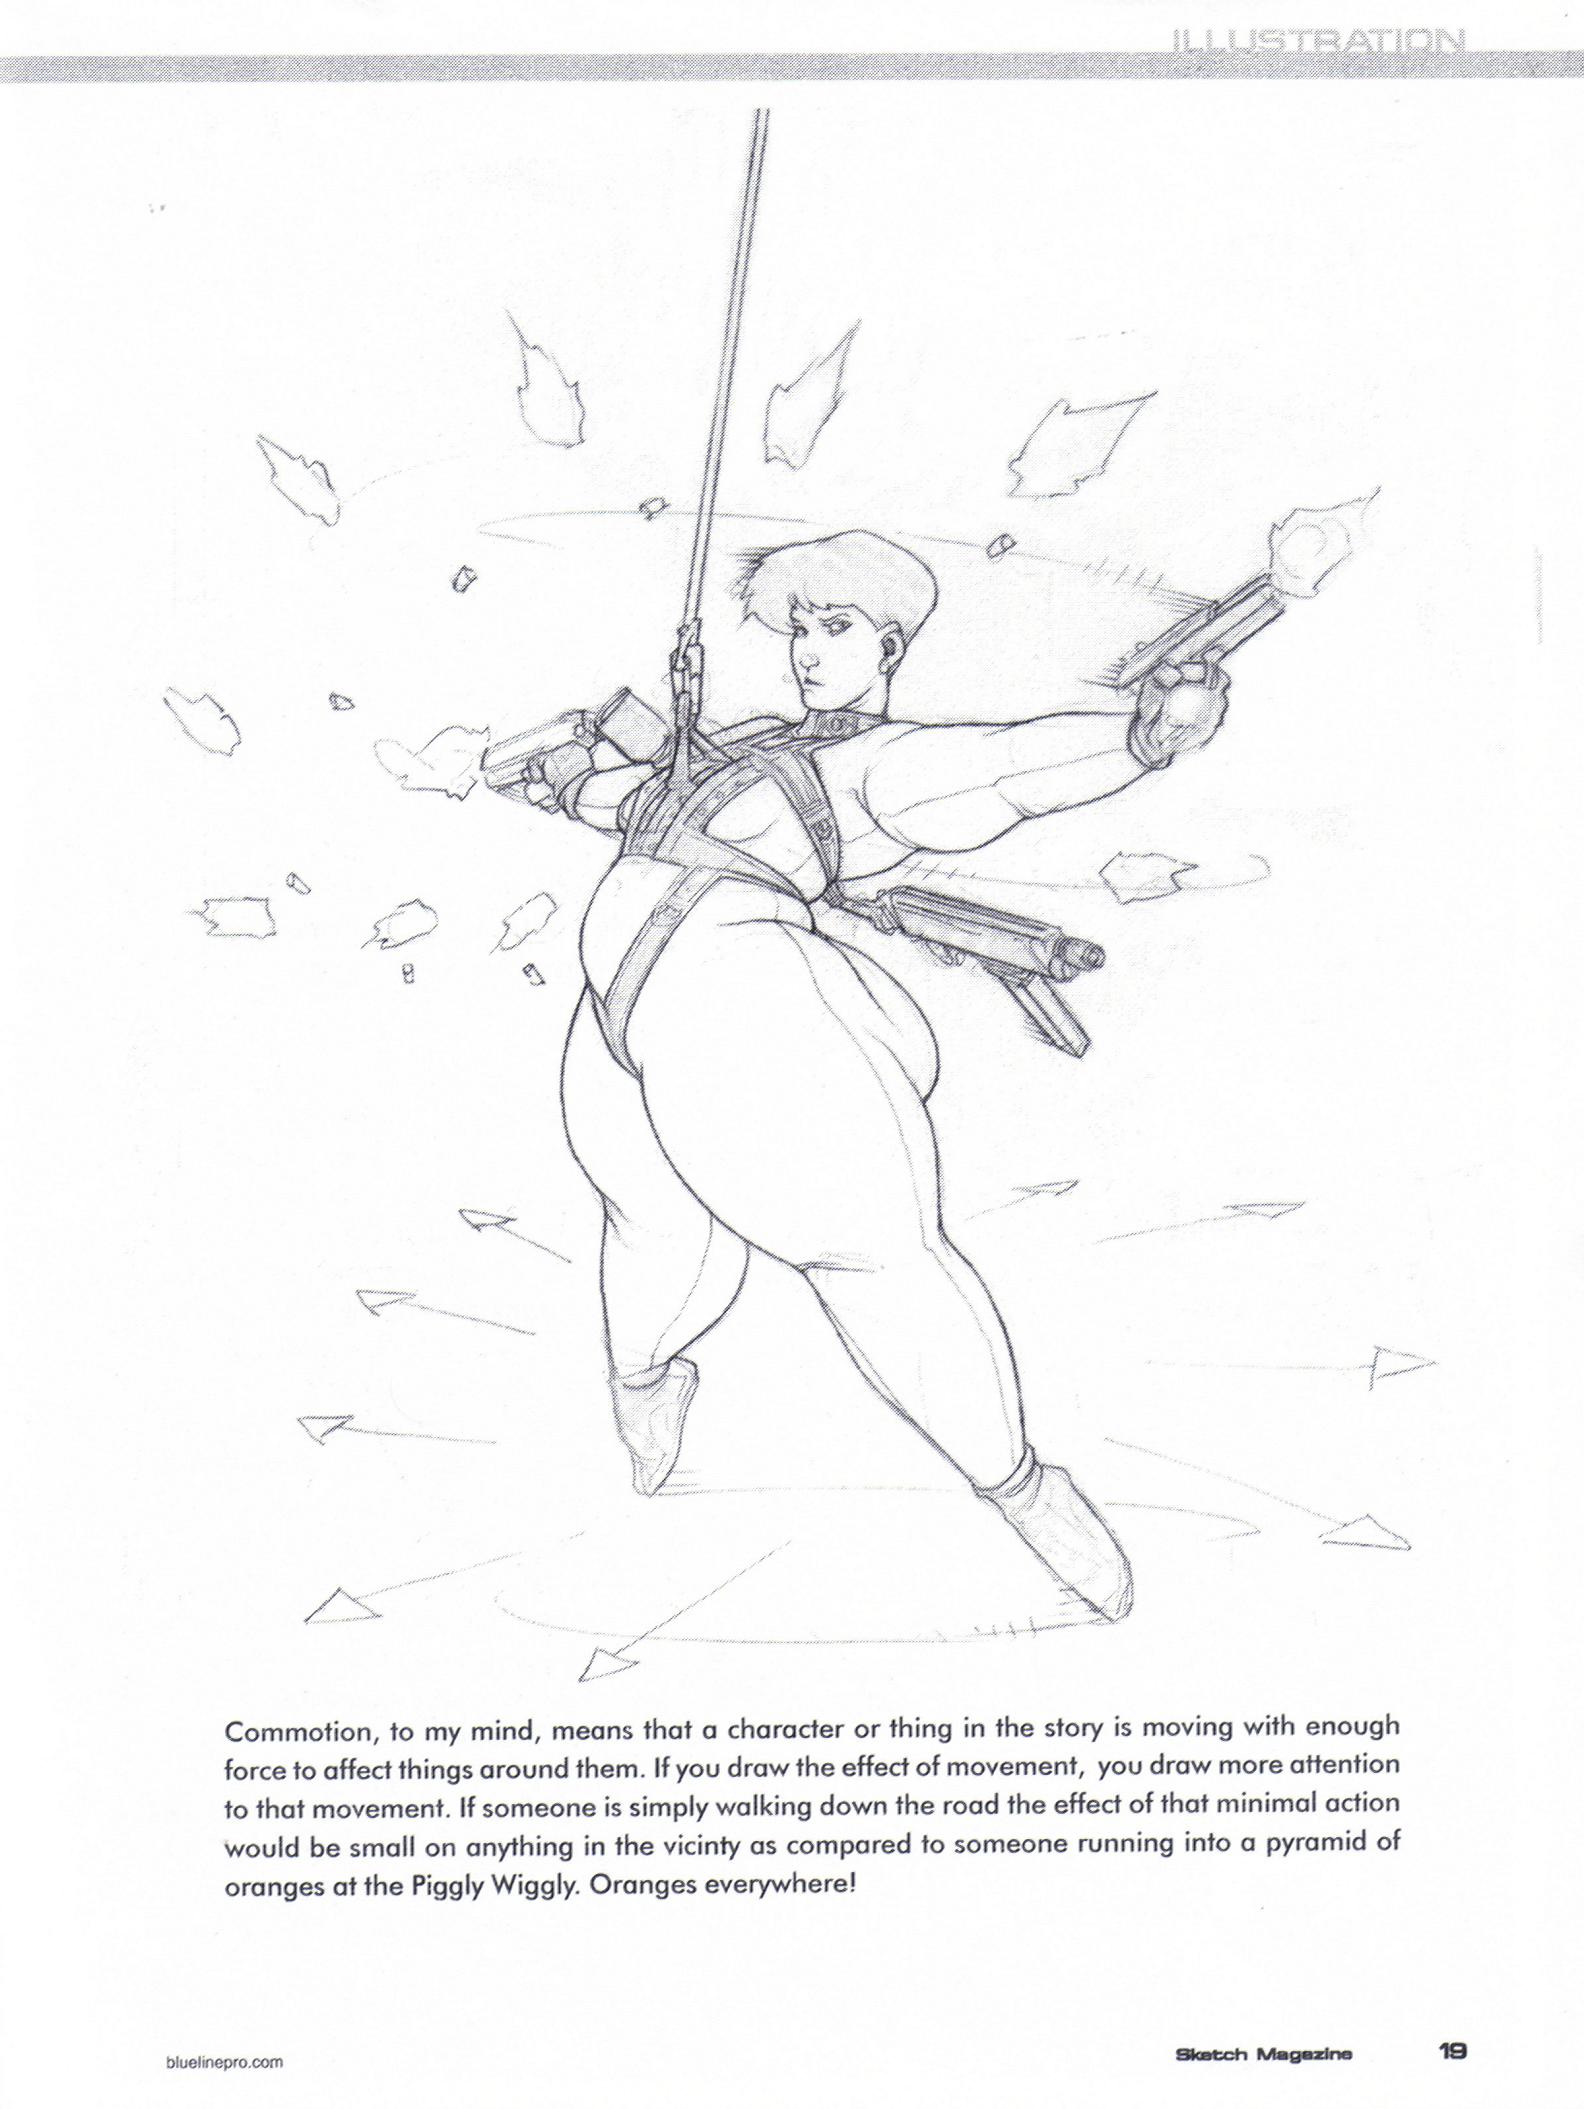 ILLUSTRATION
Commotion, to my mind, means that a character or thing in the story is moving with enough
force to affect things around them. If you draw the effect of movement, you draw more attention
to that movement. If someone is simply walking down the road the effect of that minimal action
would be small on anything in the vicinty as compared to someone running into a pyramid of
oranges at the Piggly Wiggly. Oranges everywhere!
bluelinepro.com
Sketch Magazine 19